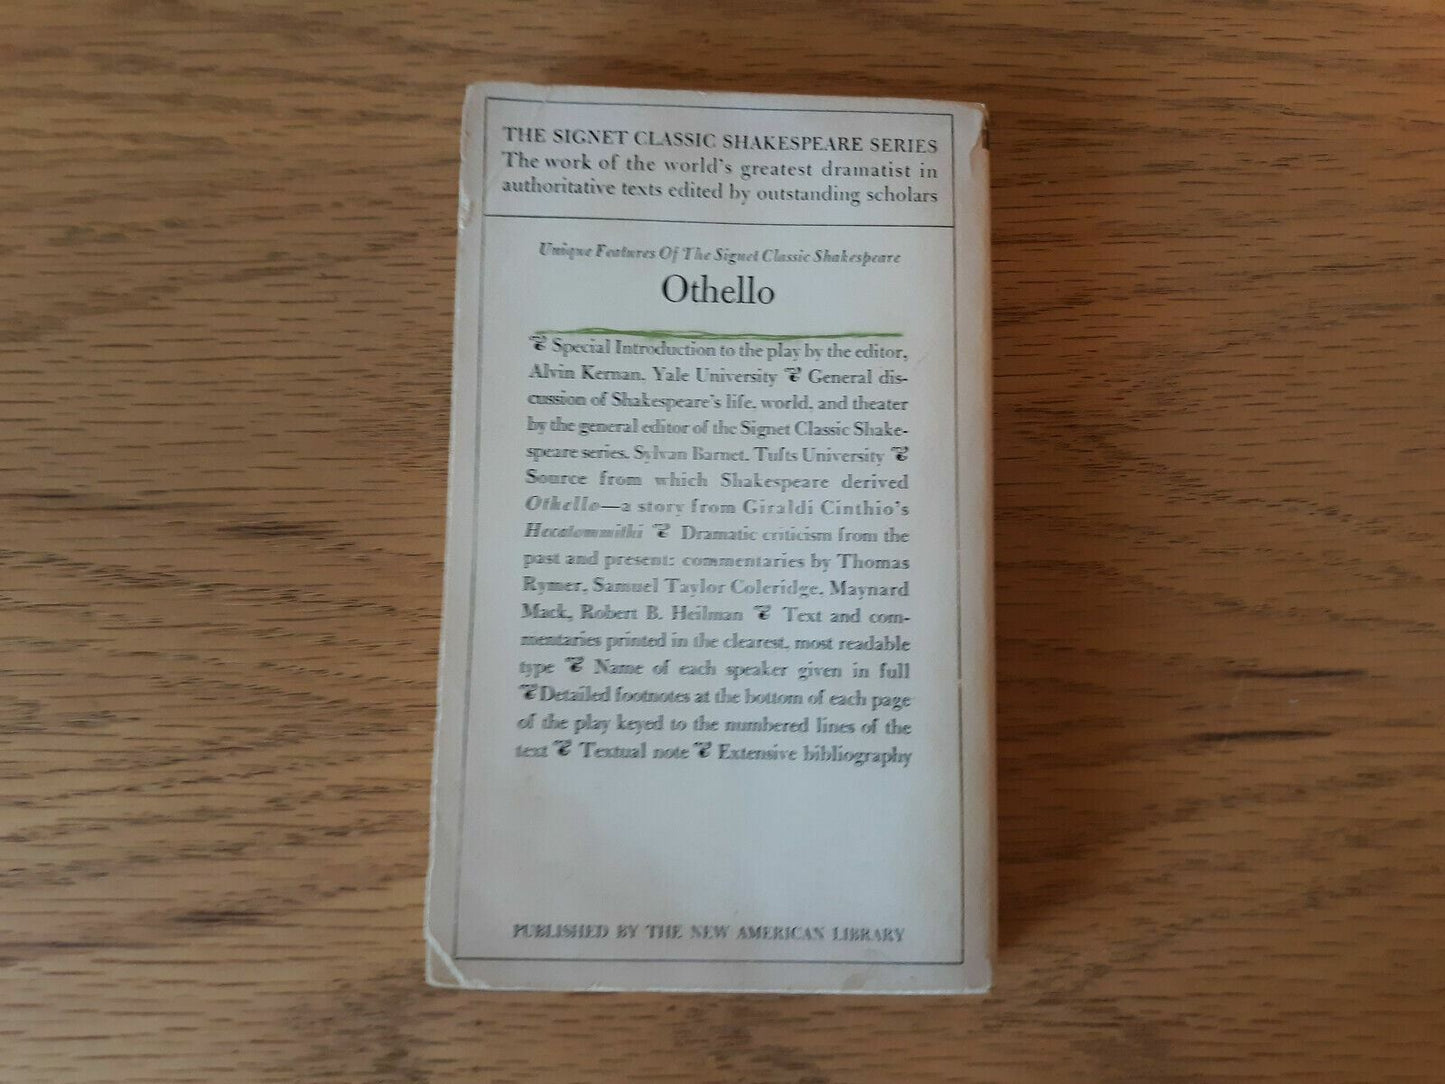 THE SIGNET CLASSIC SHAKESPEARE SERIES
The work of the world's greatest dramatist in
authoritative texts edited by outstanding scholars
Unique Features Of The Signet Classic Shakespeare
Othello
Special Introduction to the play by the editor,
Alvin Kernan, Yale University General dis-
cussion of Shakespeare's life, world, and theater
by the general editor of the Signet Classic Shake-
speare series, Sylvan Barnet, Tufts University
Source from which Shakespeare derived
Othello—a story from Giraldi Cinthio's
Hecatommithi Dramatic criticism from the
past and present: commentaries by Thomas
Rymer, Samuel Taylor Coleridge, Maynard
Mack, Robert B. Heilman Text and com-
mentaries printed in the clearest, most readable
type Name of each speaker given in full
Detailed footnotes at the bottom of each page
of the play keyed to the numbered lines of the
text Textual note Extensive bibliography
PUBLISHED BY THE NEW AMERICAN LIBRARY